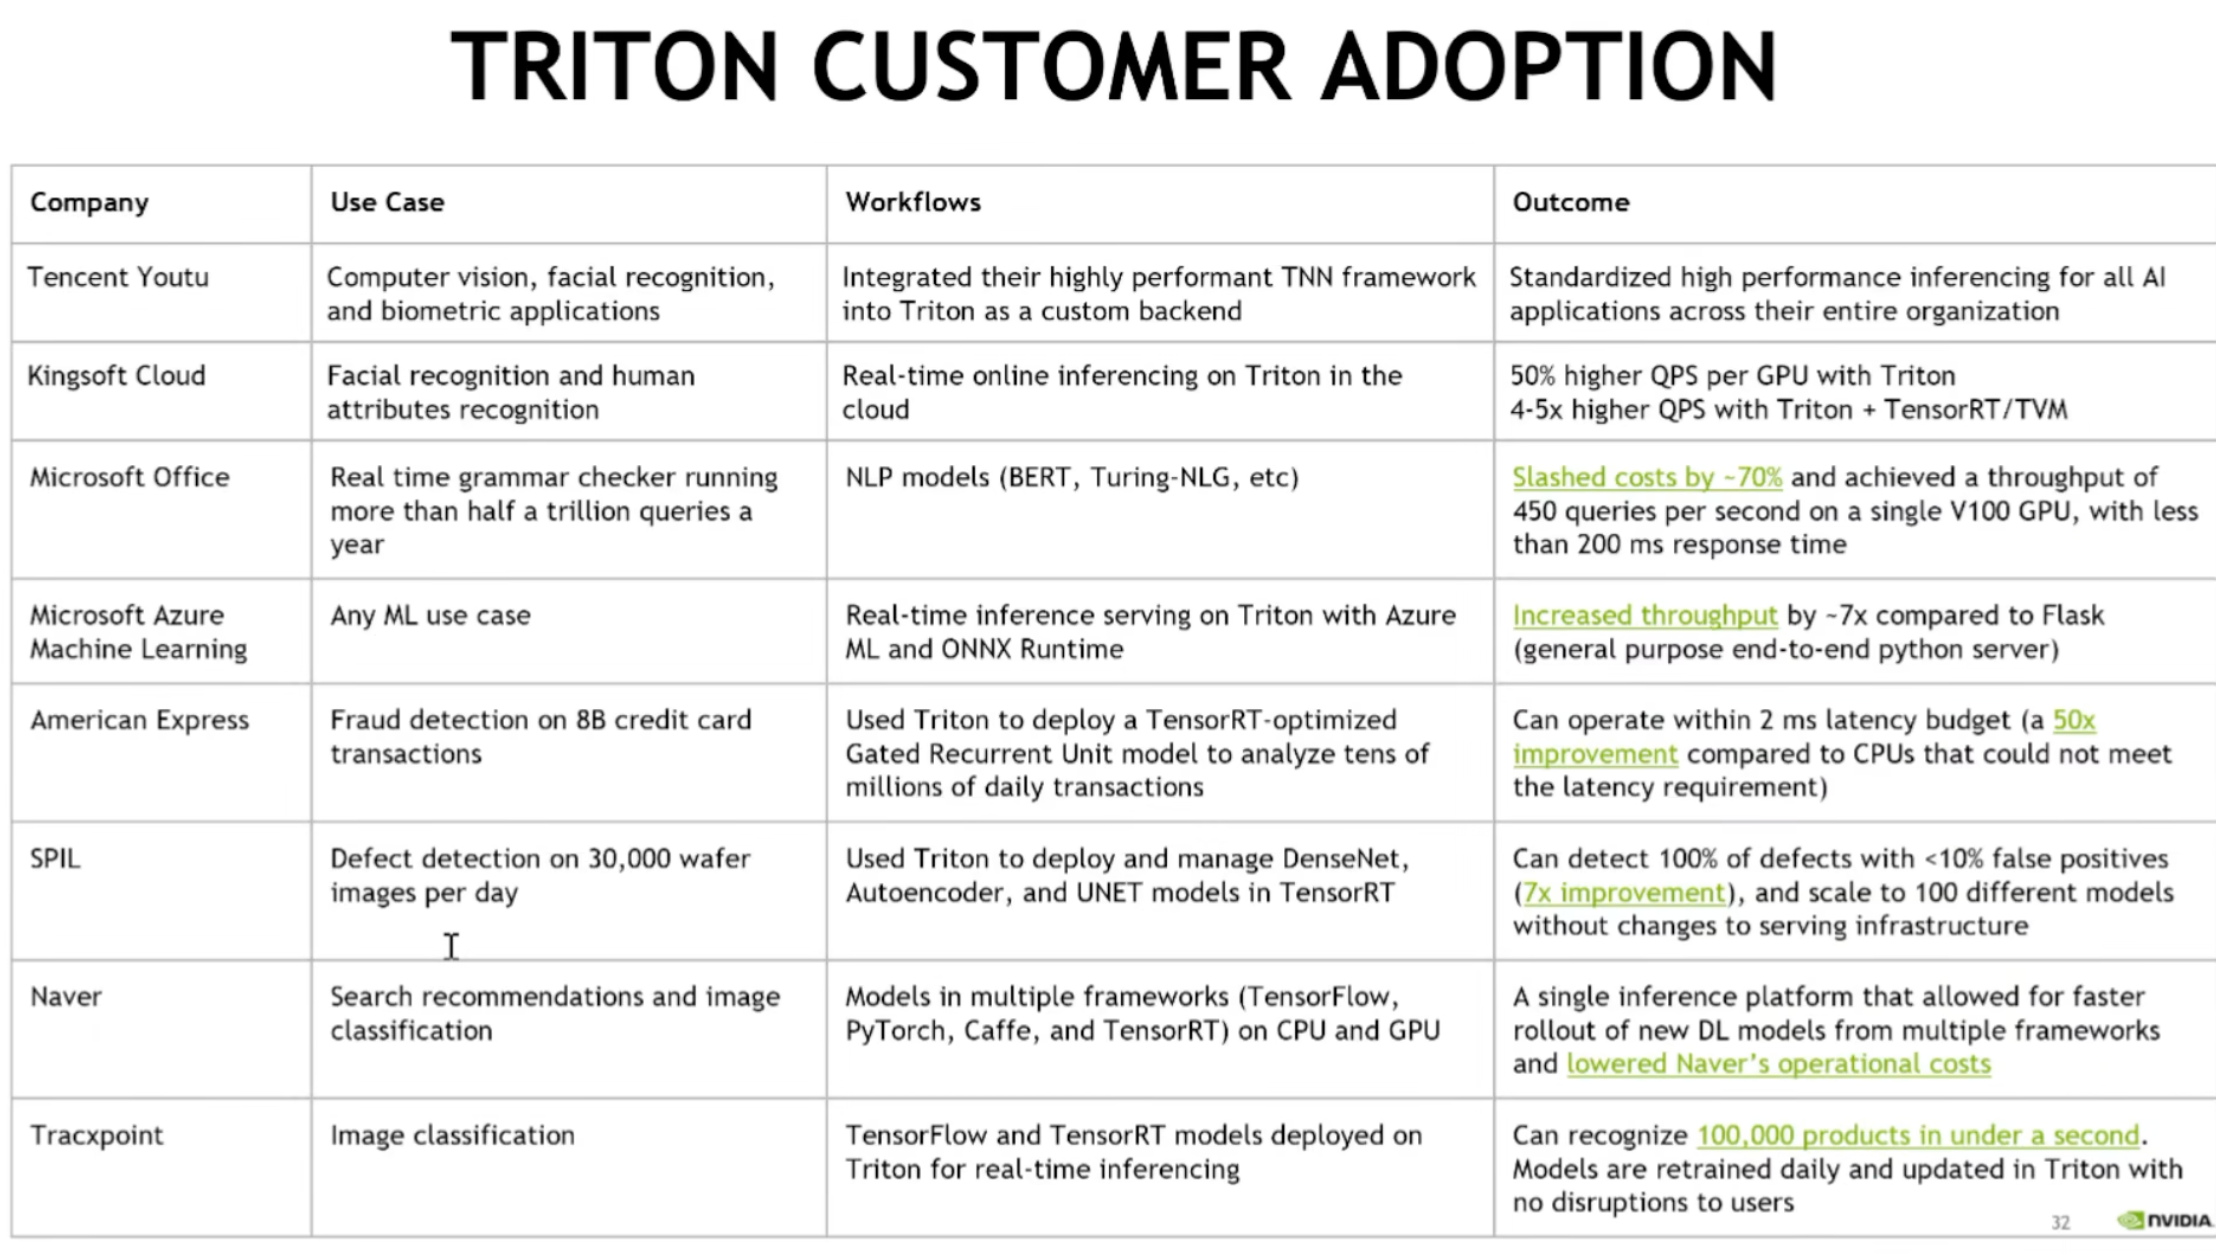 TRITON CUSTOMER ADOPTION
Company
Use Case
Workflows
Outcome
Tencent Youtu
Computer vision, facial recognition,
and biometric applications
Integrated their highly performant TNN framework
into Triton as a custom backend
Standardized high performance inferencing for all AI
applications across their entire organization
Kingsoft Cloud
Facial recognition and human
attributes recognition
Real-time online inferencing on Triton in the
cloud
50% higher QPS per GPU with Triton
4-5x higher QPS with Triton + TensorRT/TVM
Microsoft Office
Real time grammar checker running
more than half a trillion queries a
year
NLP models (BERT, Turing-NLG, etc)
Slashed costs by ~70% and achieved a throughput of
450 queries per second on a single V100 GPU, with less
than 200 ms response time
Microsoft Azure
Machine Learning
Any ML use case
Real-time inference serving on Triton with Azure
ML and ONNX Runtime
Increased throughput by ~7x compared to Flask
(general purpose end-to-end python server)
American Express
Fraud detection on 8B credit card
transactions
Used Triton to deploy a TensorRT-optimized
Gated Recurrent Unit model to analyze tens of
millions of daily transactions
Can operate within 2 ms latency budget (a 50x
improvement compared to CPUs that could not meet
the latency requirement)
SPIL
Defect detection on 30,000 wafer
images per day
Used Triton to deploy and manage DenseNet,
Autoencoder, and UNET models in TensorRT
Can detect 100% of defects with <10% false positives
(7x improvement), and scale to 100 different models
without changes to serving infrastructure
Naver
Search recommendations and image
classification
Models in multiple frameworks (TensorFlow,
PyTorch, Caffe, and TensorRT) on CPU and GPU
A single inference platform that allowed for faster
rollout of new DL models from multiple frameworks
and lowered Naver's operational costs
Tracxpoint
Image classification
TensorFlow and TensorRT models deployed on
Triton for real-time inferencing
Can recognize 100,000 products in under a second.
Models are retrained daily and updated in Triton with
no disruptions to users
32
NVIDIA.